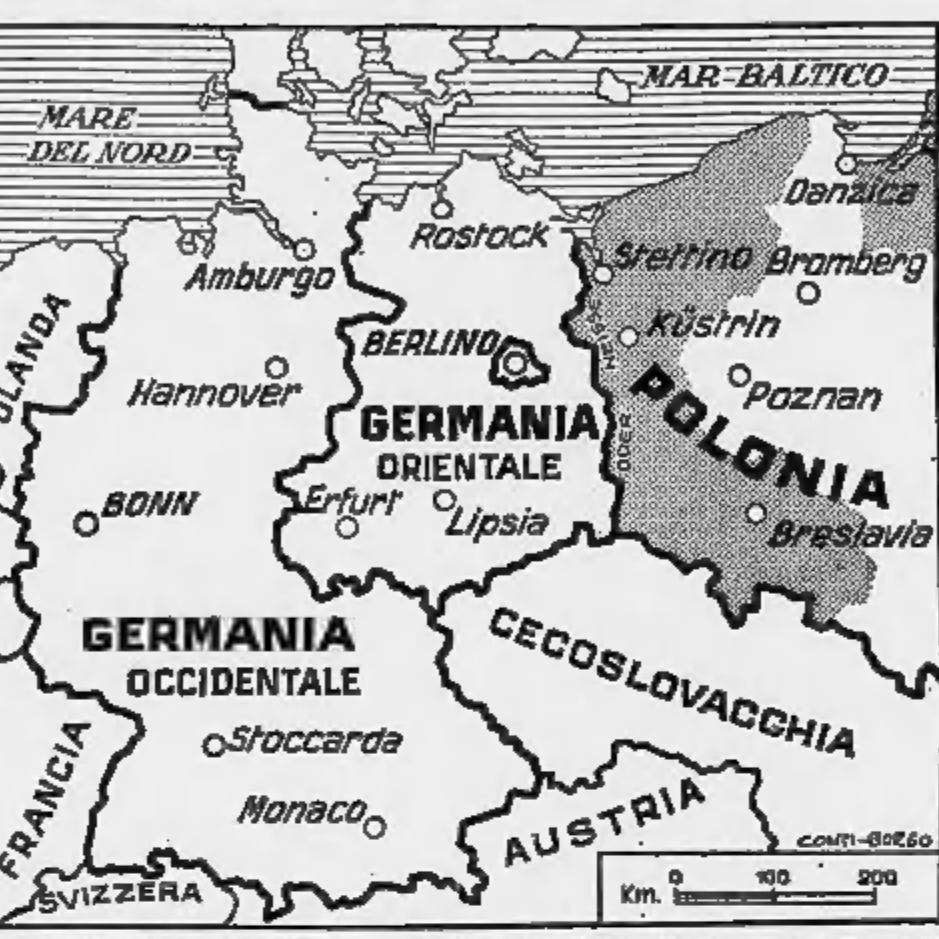 MAR BALTICO
MARE
DEL NORD
Danzica
Rostock
Stettino
Bromberg
Amburgo
OLANDA
Küstrin
BERLINO
NEISSE
Hannover
Poznan
POLONIA
GERMANIA
ORIENTALE
ODER
Erfurt
BONN
Lipsia
Breslavia
GERMANIA
OCCIDENTALE
CECOSLOVACCHIA
Stoccarda
FRANCIA
Monaco
AUSTRIA
SVIZZERA
Km. 0 100 200